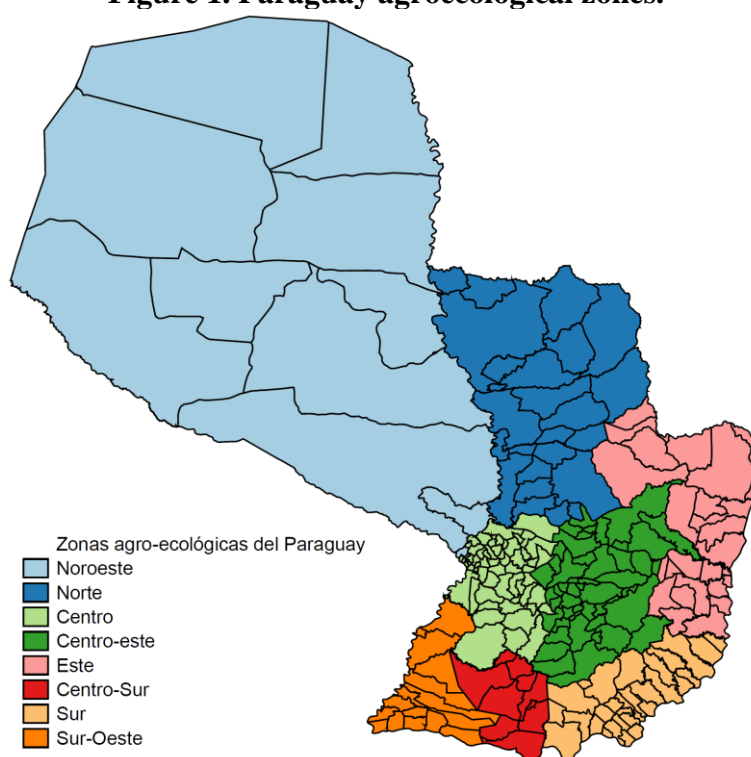 Figure 1. Paraguay agroecological zones.
Zonas agro-ecológicas del Paraguay
Noroeste
Norte
Centro
Centro-este
Este
Centro-Sur
Sur
Sur-Oeste